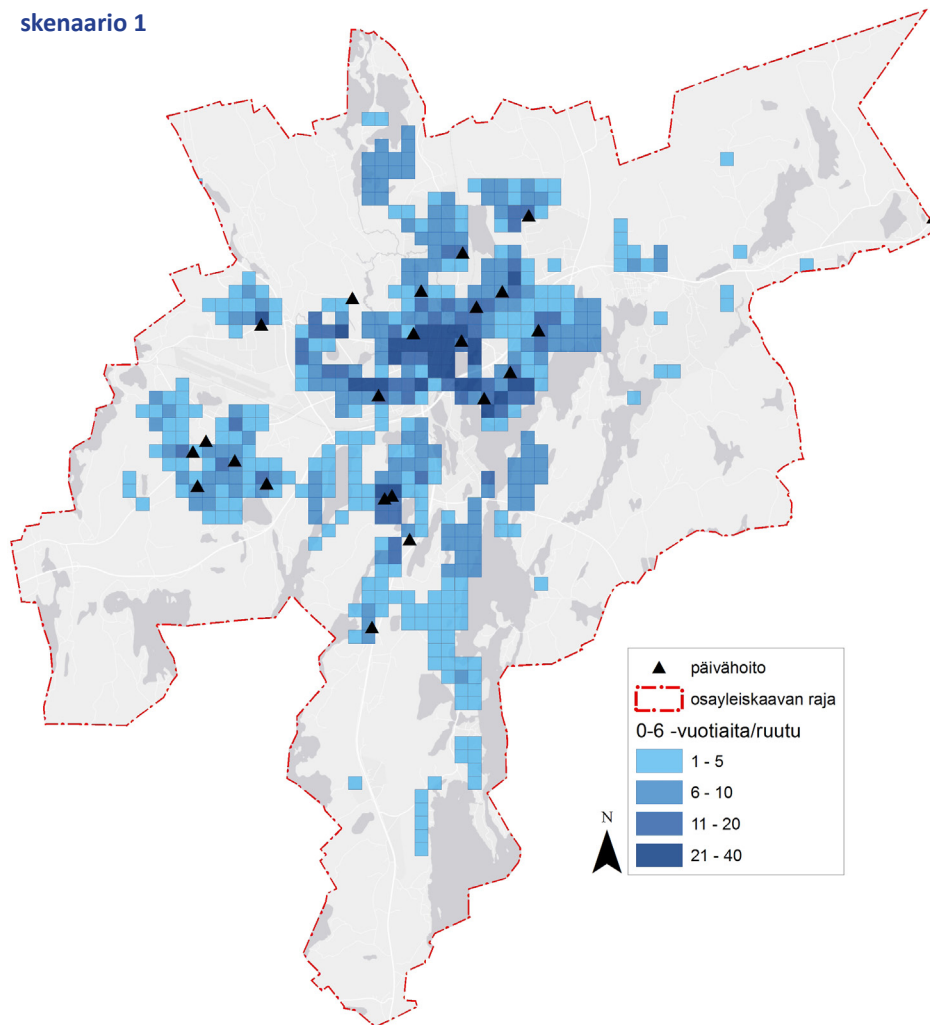 skenaario 1
päivähoito
osayleiskaavan raja
0-6 -vuotiaita/ruutu
1 - 5
6 - 10
11 - 20
21 - 40
N